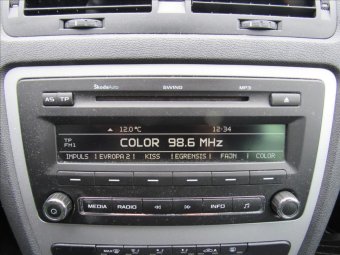 ŠkodaAuto SWING MP3
AS TP
12.0°C 12:34
TP
FM1
COLOR 98.6 MHz
IMPULS | EVROPA 2 | KISS | EGRENSIS | FAJN | COLOR
MEDIA RADIO INFO